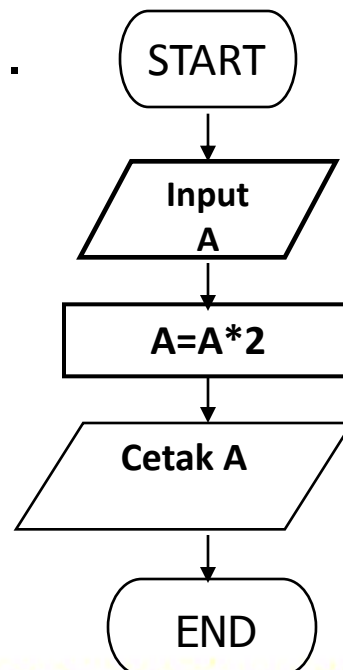 START
Input
A
A=A*2
Cetak A
END